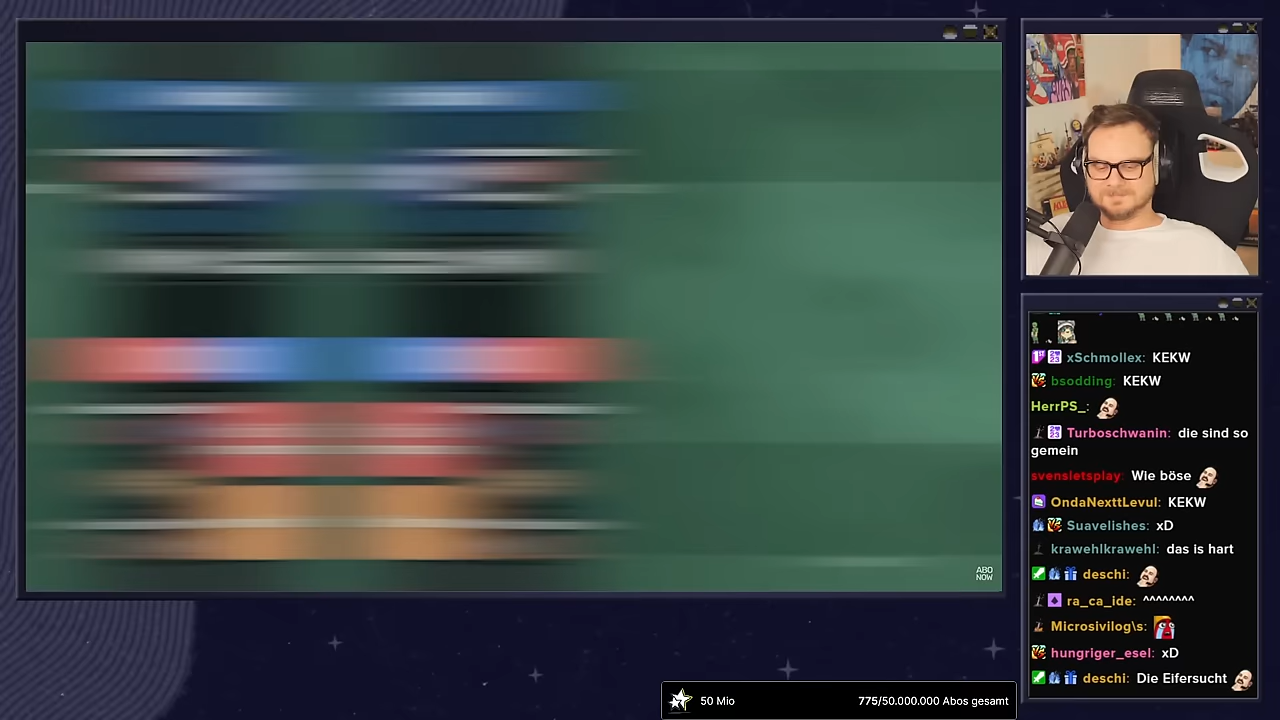 ABO
NOW
xSchmollex: KEKW
bsodding: KEKW
HerrPS_:
Turboschwanin: die sind so
gemein
svensletsplay: Wie böse
OndaNexttLevul: KEKW
Suavelishes: xD
krawehlkrawehl: das is hart
deschi:
ra_ca_ide: ^^^^^^^^
Microsivilog\s:
hungriger_esel: xD
deschi: Die Eifersucht
50 Mio 775/50.000.000 Abos gesamt